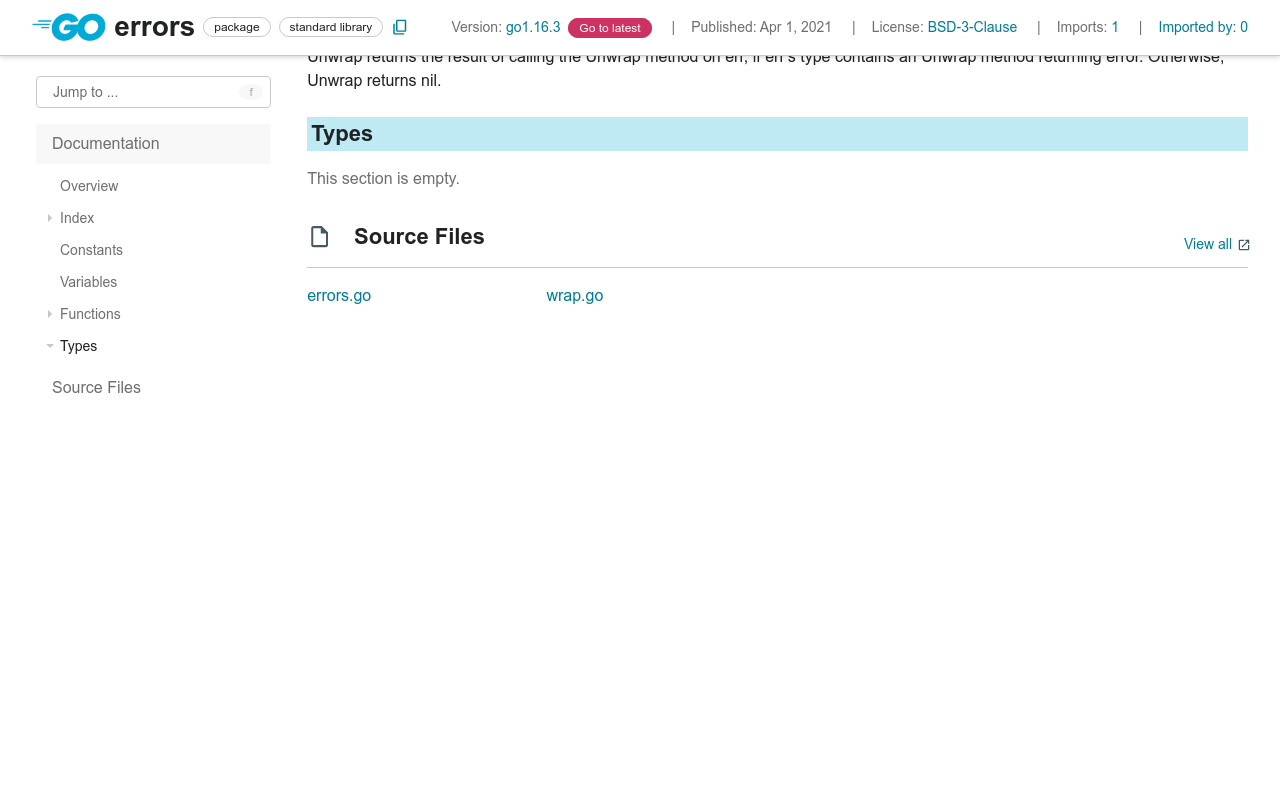 GO errors package standard library Version: go1.16.3 Go to latest | Published: Apr 1, 2021 | License: BSD-3-Clause | Imports: 1 | Imported by: 0
Unwrap returns the result of calling the Unwrap method on err, if err's type contains an Unwrap method returning error. Otherwise,
Unwrap returns nil.
Jump to ... f
Documentation
Overview
Index
Constants
Variables
Functions
Types
Source Files
Types
This section is empty.
Source Files
View all
errors.go wrap.go